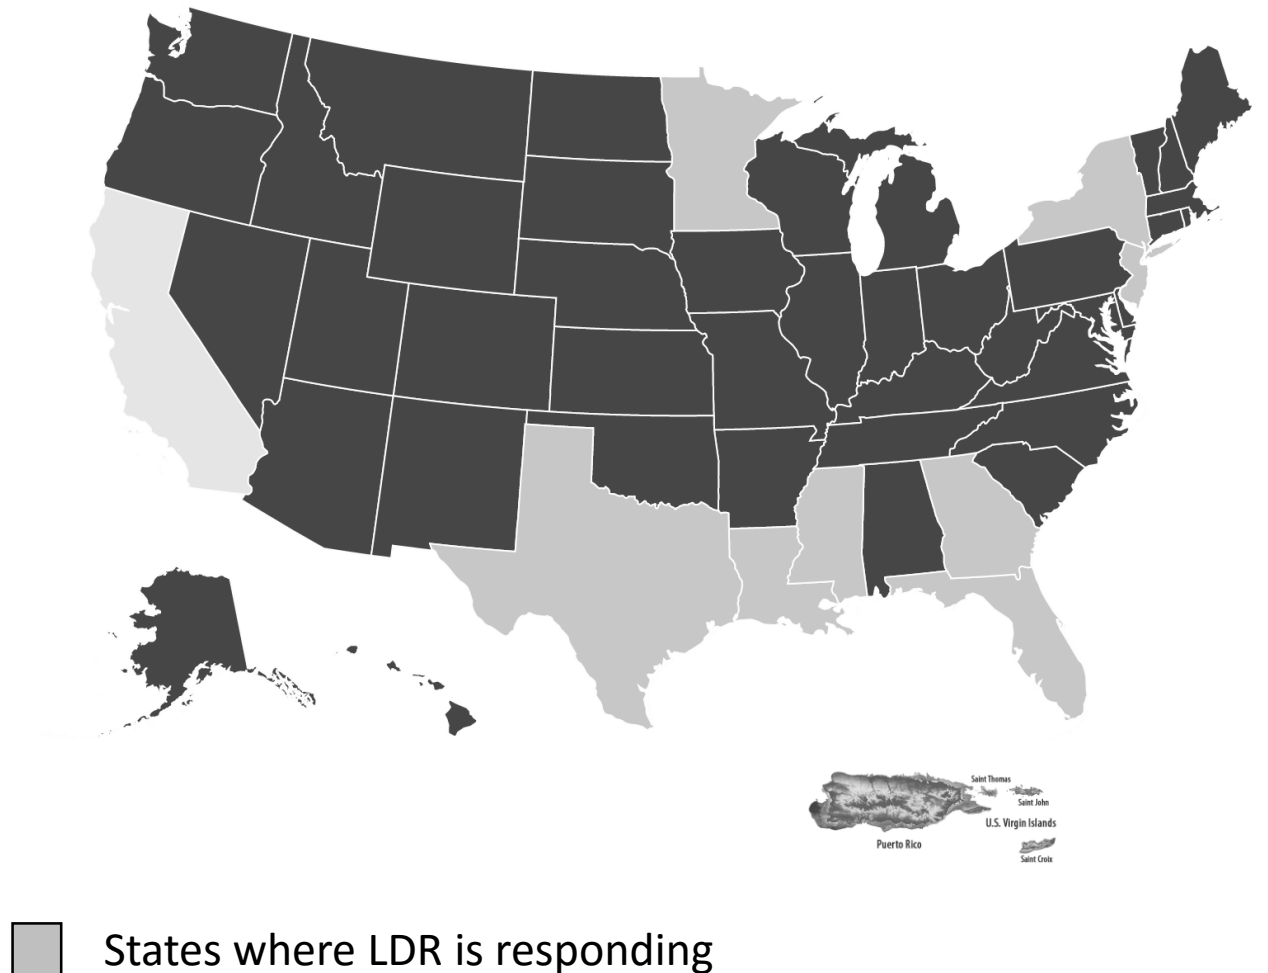 Saint Thomas
Saint John
U.S. Virgin Islands
Puerto Rico
Saint Croix
States where LDR is responding